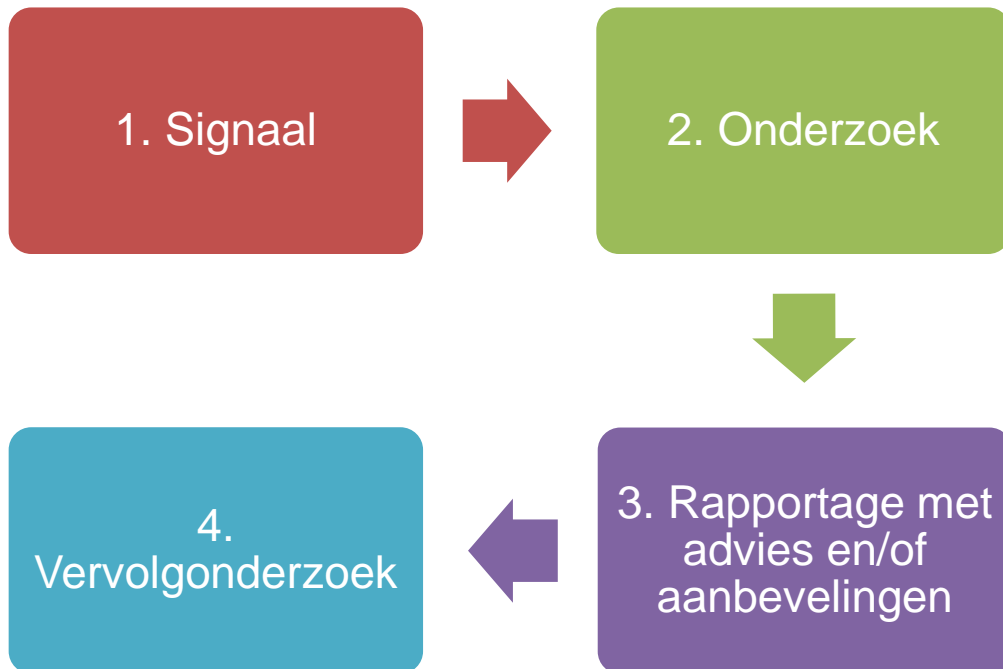 1. Signaal
2. Onderzoek
3. Rapportage met
advies en/of
aanbevelingen
4.
Vervolgonderzoek